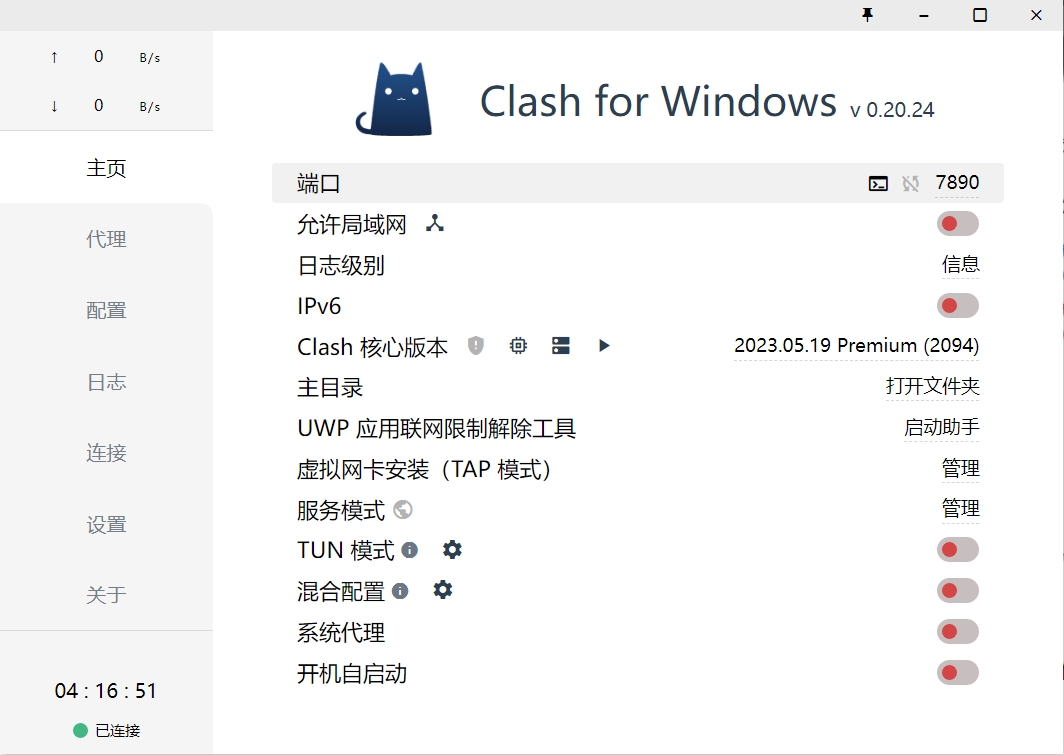 ↑ 0 B/s
↓ 0 B/s
主页
代理
配置
日志
连接
设置
关于
04 : 16 : 51
已连接
Clash for Windows v 0.20.24
端口 7890
允许局域网
日志级别 信息
IPv6
Clash 核心版本 2023.05.19 Premium (2094)
主目录 打开文件夹
UWP 应用联网限制解除工具 启动助手
虚拟网卡安装（TAP 模式） 管理
服务模式 管理
TUN 模式
混合配置
系统代理
开机自启动